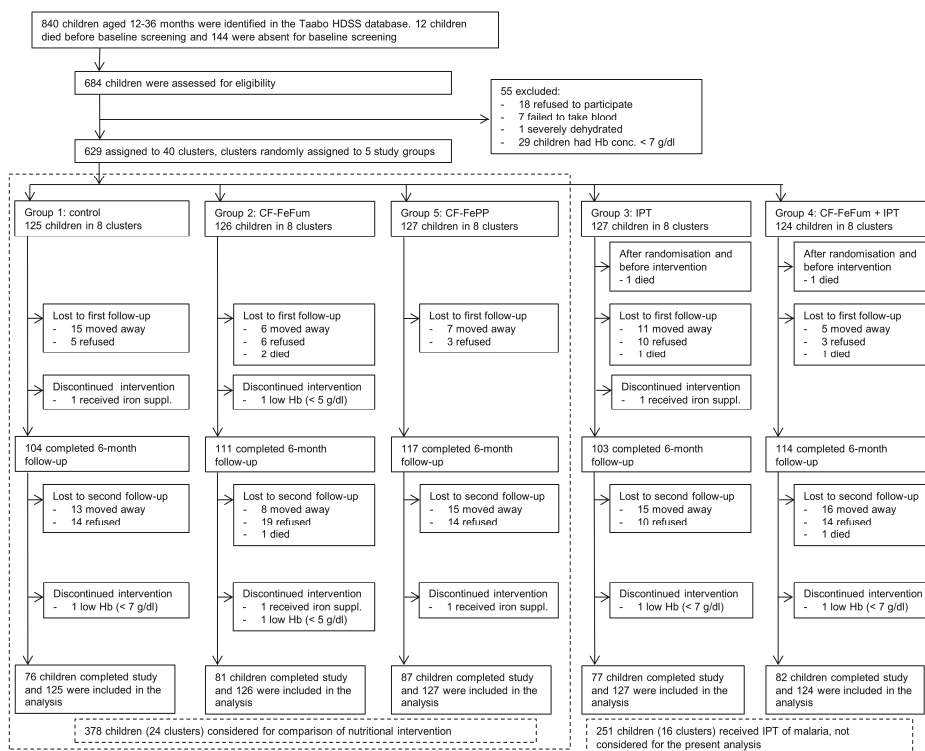 840 children aged 12-36 months were identified in the Taabo HDSS database. 12 children
died before baseline screening and 144 were absent for baseline screening
684 children were assessed for eligibility
55 excluded:
- 18 refused to participate
- 7 failed to take blood
- 1 severely dehydrated
- 29 children had Hb conc. < 7 g/dl
629 assigned to 40 clusters, clusters randomly assigned to 5 study groups
Group 1: control
125 children in 8 clusters
Group 2: CF-FeFum
126 children in 8 clusters
Group 5: CF-FePP
127 children in 8 clusters
Group 3: IPT
127 children in 8 clusters
Group 4: CF-FeFum + IPT
124 children in 8 clusters
After randomisation and
before intervention
- 1 died
After randomisation and
before intervention
- 1 died
Lost to first follow-up
- 15 moved away
- 5 refused
Lost to first follow-up
- 6 moved away
- 6 refused
- 2 died
Lost to first follow-up
- 7 moved away
- 3 refused
Lost to first follow-up
- 11 moved away
- 10 refused
- 1 died
Lost to first follow-up
- 5 moved away
- 3 refused
- 1 died
Discontinued intervention
- 1 received iron suppl.
Discontinued intervention
- 1 low Hb (< 5 g/dl)
Discontinued intervention
- 1 received iron suppl.
104 completed 6-month
follow-up
111 completed 6-month
follow-up
117 completed 6-month
follow-up
103 completed 6-month
follow-up
114 completed 6-month
follow-up
Lost to second follow-up
- 13 moved away
- 14 refused
Lost to second follow-up
- 8 moved away
- 19 refused
- 1 died
Lost to second follow-up
- 15 moved away
- 14 refused
Lost to second follow-up
- 15 moved away
- 10 refused
Lost to second follow-up
- 16 moved away
- 14 refused
- 1 died
Discontinued intervention
- 1 low Hb (< 7 g/dl)
Discontinued intervention
- 1 received iron suppl.
- 1 low Hb (< 5 g/dl)
Discontinued intervention
- 1 received iron suppl.
Discontinued intervention
- 1 low Hb (< 7 g/dl)
Discontinued intervention
- 1 low Hb (< 7 g/dl)
76 children completed study
and 125 were included in the
analysis
81 children completed study
and 126 were included in the
analysis
87 children completed study
and 127 were included in the
analysis
77 children completed study
and 127 were included in the
analysis
82 children completed study
and 124 were included in the
analysis
378 children (24 clusters) considered for comparison of nutritional intervention
251 children (16 clusters) received IPT of malaria, not
considered for the present analysis